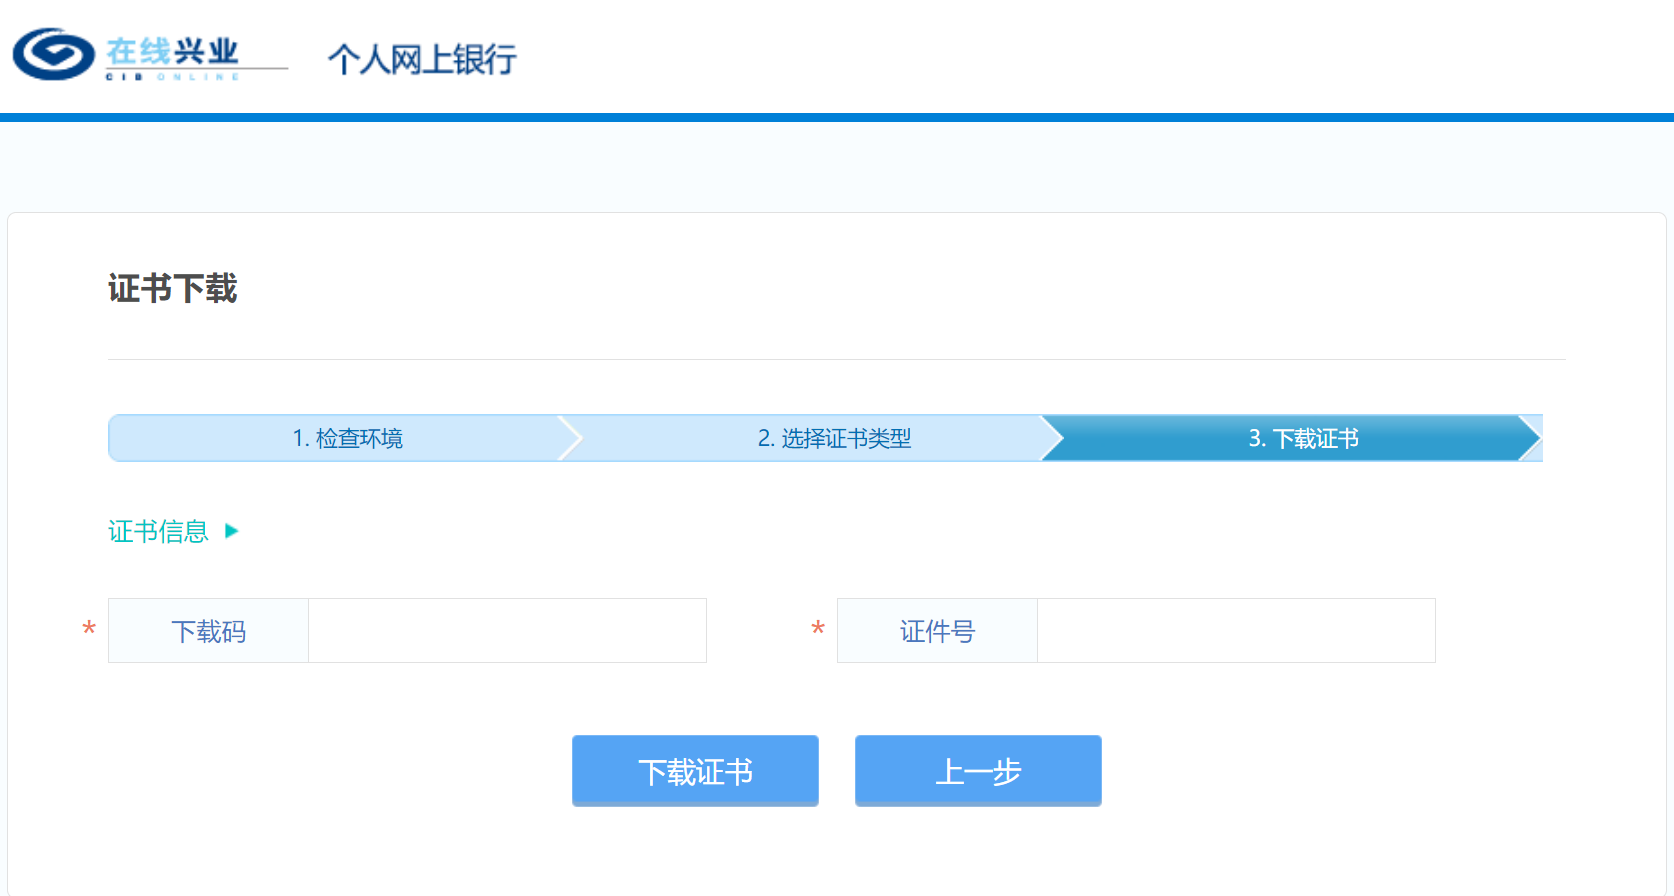 在线兴业
CIB ONLINE
个人网上银行
证书下载
1. 检查环境
2. 选择证书类型
3. 下载证书
证书信息
* 下载码
* 证件号
下载证书
上一步